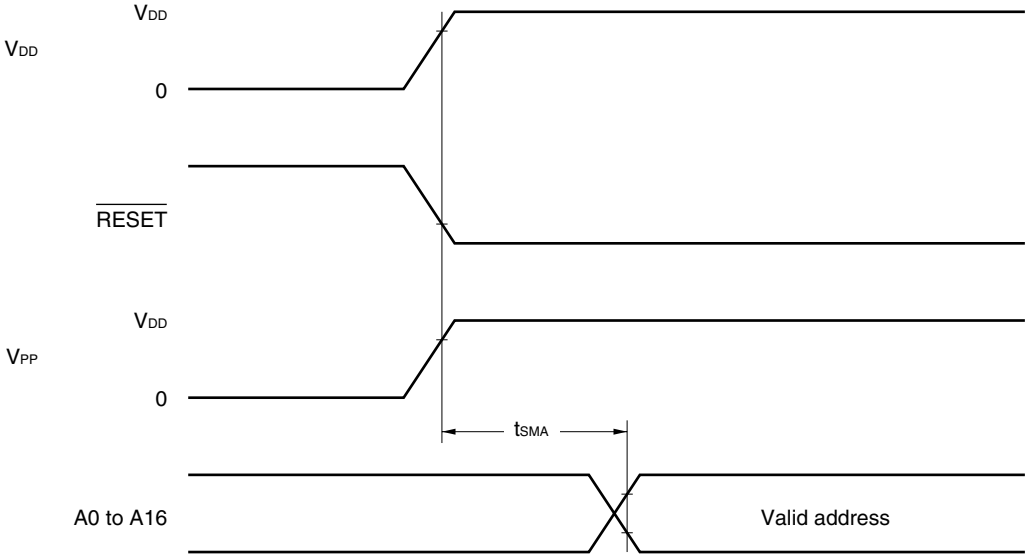 VDD
VDD
0
RESET
VDD
VPP
0
tSMA
A0 to A16 Valid address